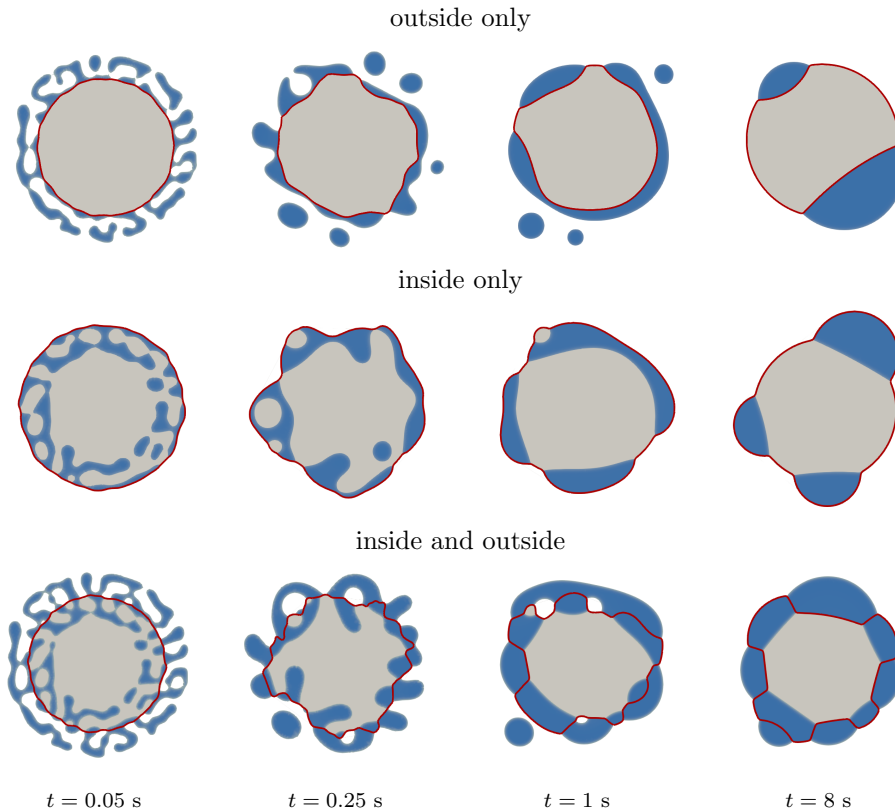 outside only
inside only
inside and outside
t = 0.05 s t = 0.25 s t = 1 s t = 8 s